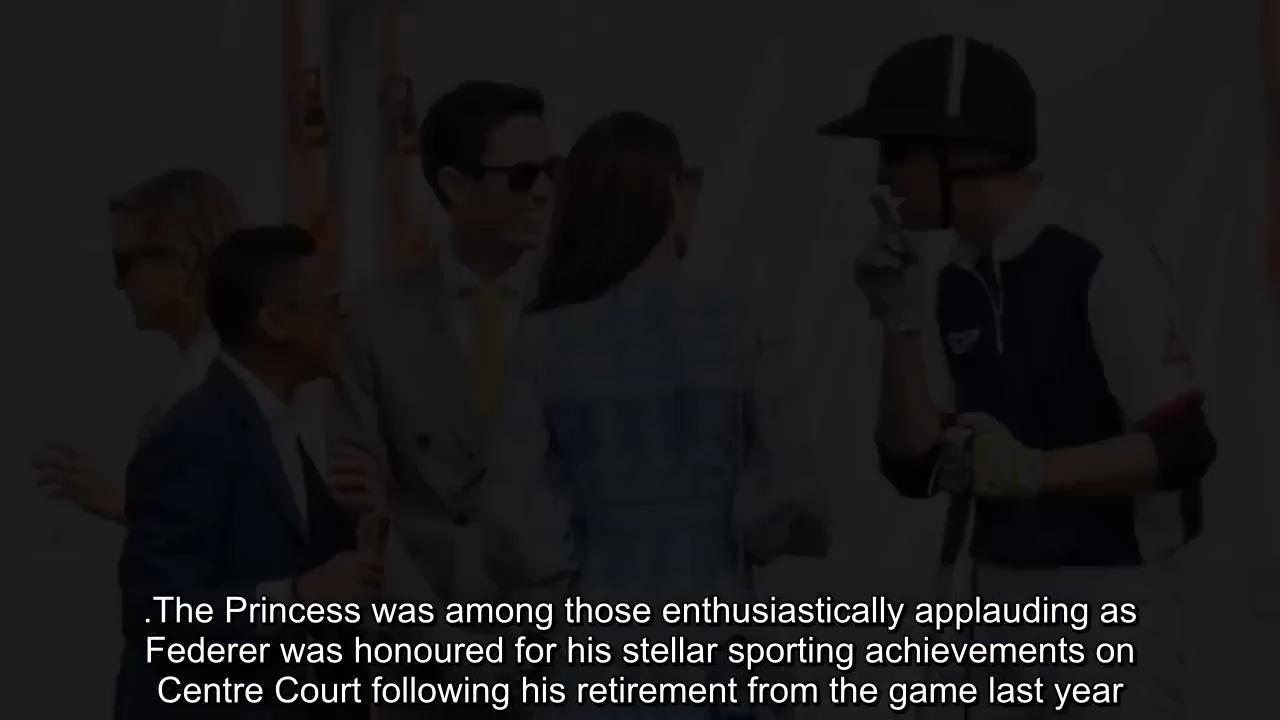 .The Princess was among those enthusiastically applauding as
Federer was honoured for his stellar sporting achievements on
Centre Court following his retirement from the game last year